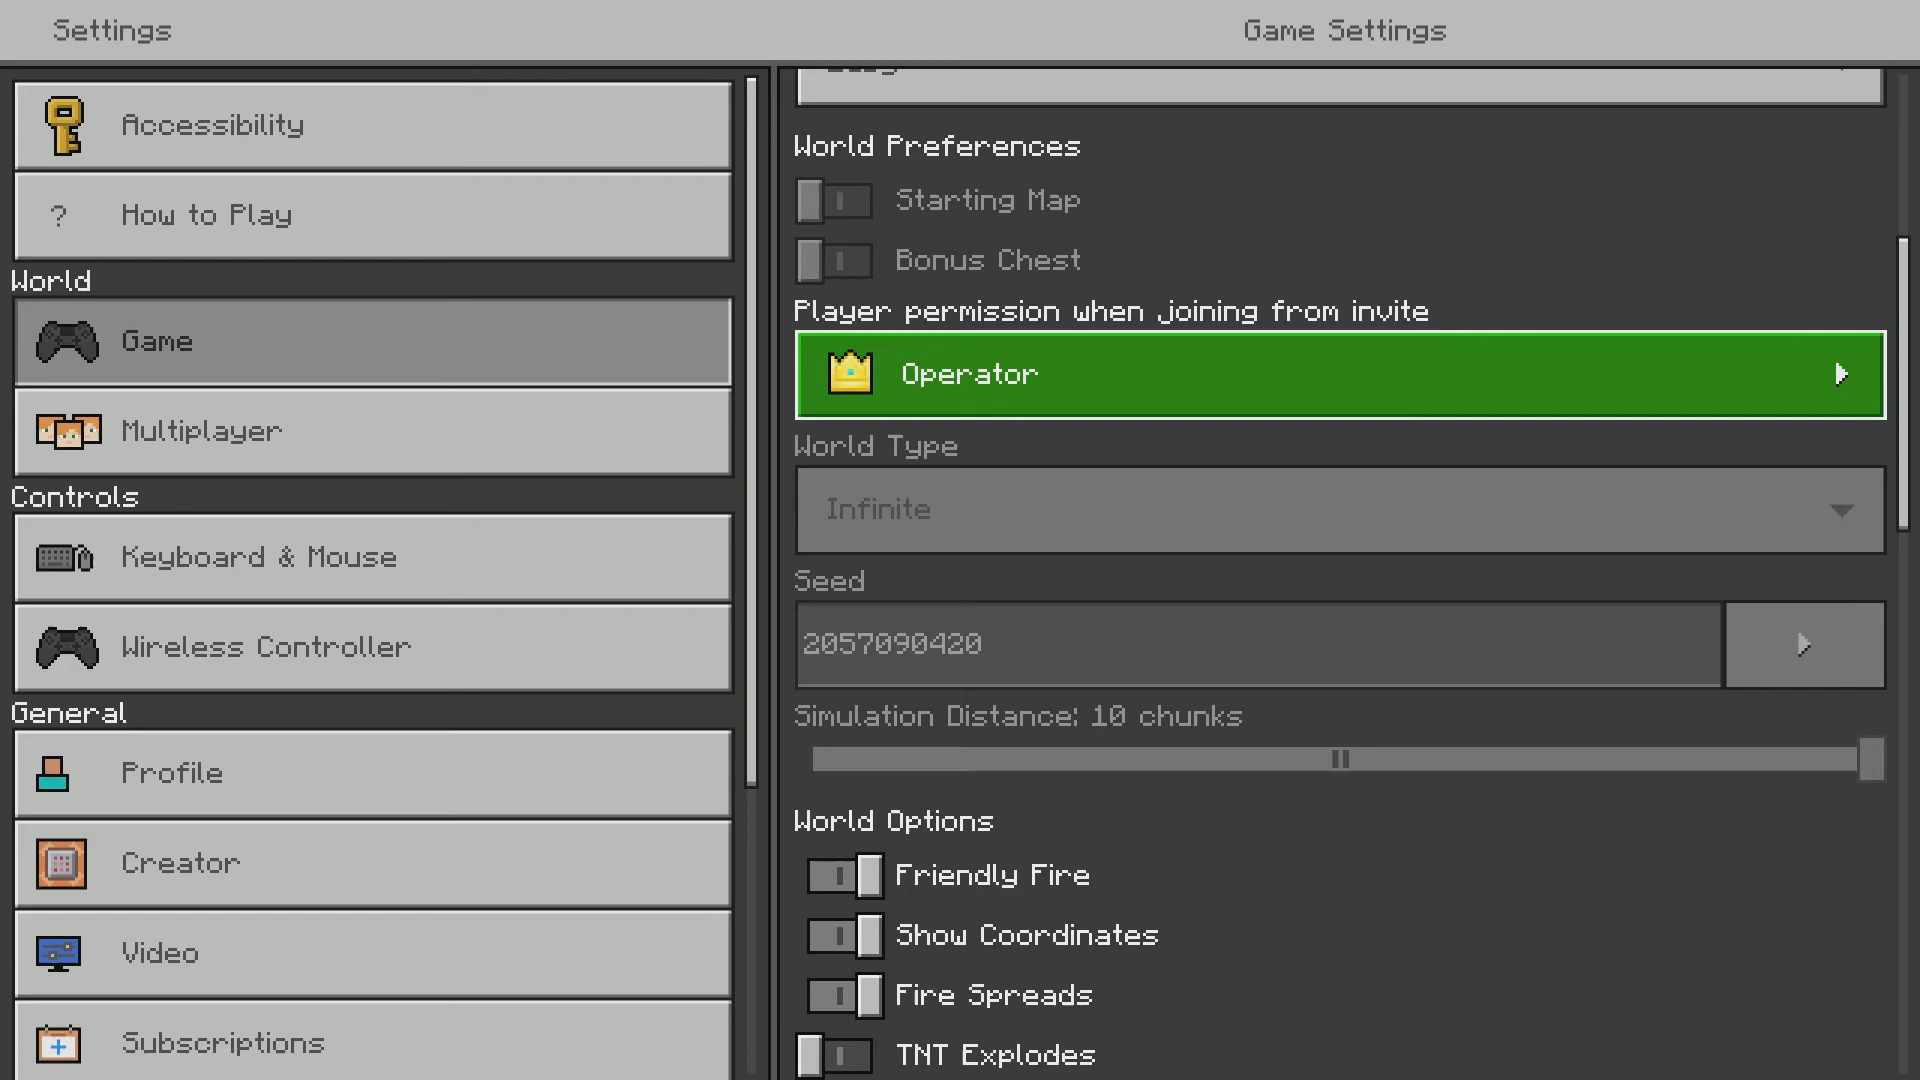 Settings
Game Settings
Accessibility
? How to Play
World
Game
Multiplayer
Controls
Keyboard & Mouse
Wireless Controller
General
Profile
Creator
Video
Subscriptions
World Preferences
Starting Map
Bonus Chest
Player permission when joining from invite
Operator
World Type
Infinite
Seed
2057090420
Simulation Distance: 10 chunks
World Options
Friendly Fire
Show Coordinates
Fire Spreads
TNT Explodes